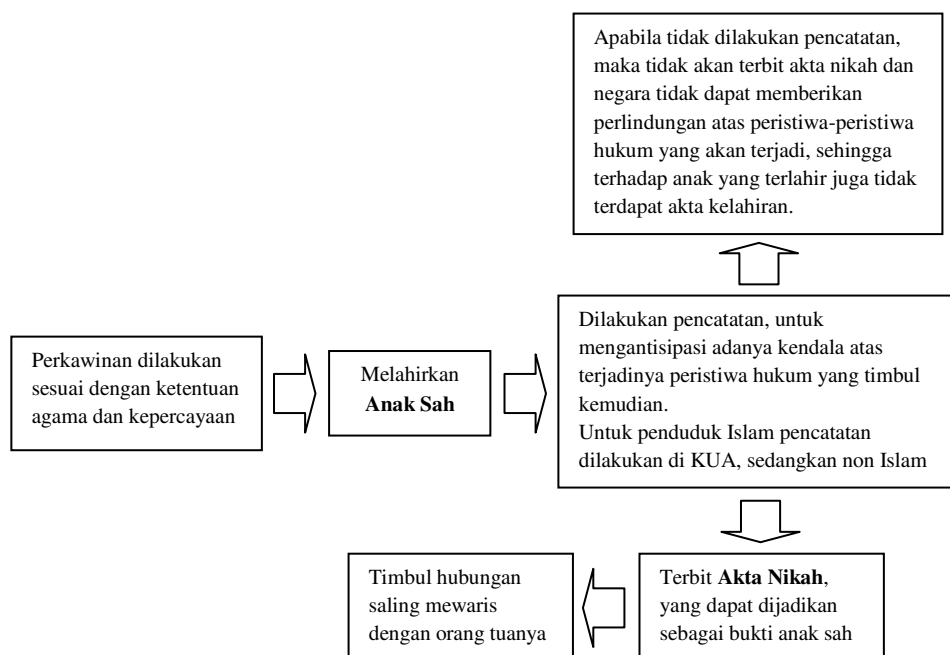 Apabila tidak dilakukan pencatatan,
maka tidak akan terbit akta nikah dan
negara tidak dapat memberikan
perlindungan atas peristiwa-peristiwa
hukum yang akan terjadi, sehingga
terhadap anak yang terlahir juga tidak
terdapat akta kelahiran.
Perkawinan dilakukan
sesuai dengan ketentuan
agama dan kepercayaan
Melahirkan
Anak Sah
Dilakukan pencatatan, untuk
mengantisipasi adanya kendala atas
terjadinya peristiwa hukum yang timbul
kemudian.
Untuk penduduk Islam pencatatan
dilakukan di KUA, sedangkan non Islam
Timbul hubungan
saling mewaris
dengan orang tuanya
Terbit Akta Nikah,
yang dapat dijadikan
sebagai bukti anak sah